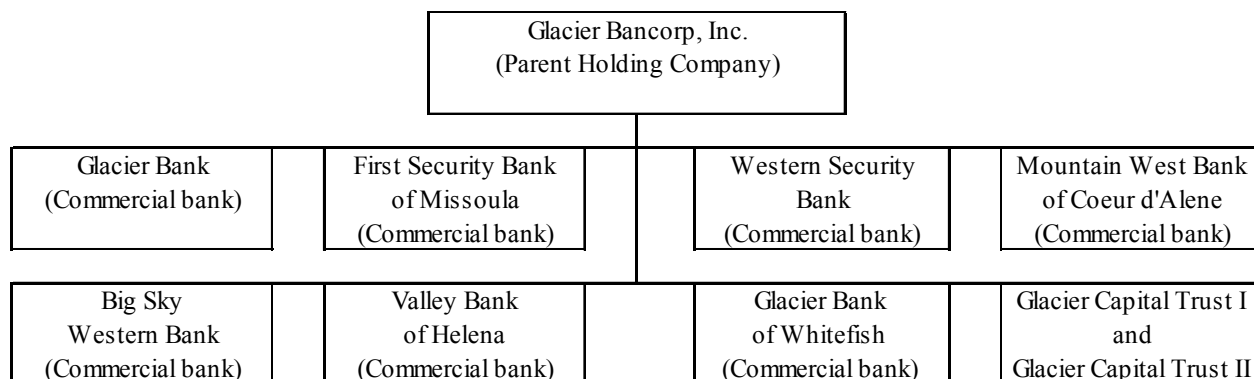 Glacier Bancorp, Inc.
(Parent Holding Company)
Glacier Bank
(Commercial bank)
First Security Bank
of Missoula
(Commercial bank)
Western Security
Bank
(Commercial bank)
Mountain West Bank
of Coeur d'Alene
(Commercial bank)
Big Sky
Western Bank
(Commercial bank)
Valley Bank
of Helena
(Commercial bank)
Glacier Bank
of Whitefish
(Commercial bank)
Glacier Capital Trust I
and
Glacier Capital Trust II